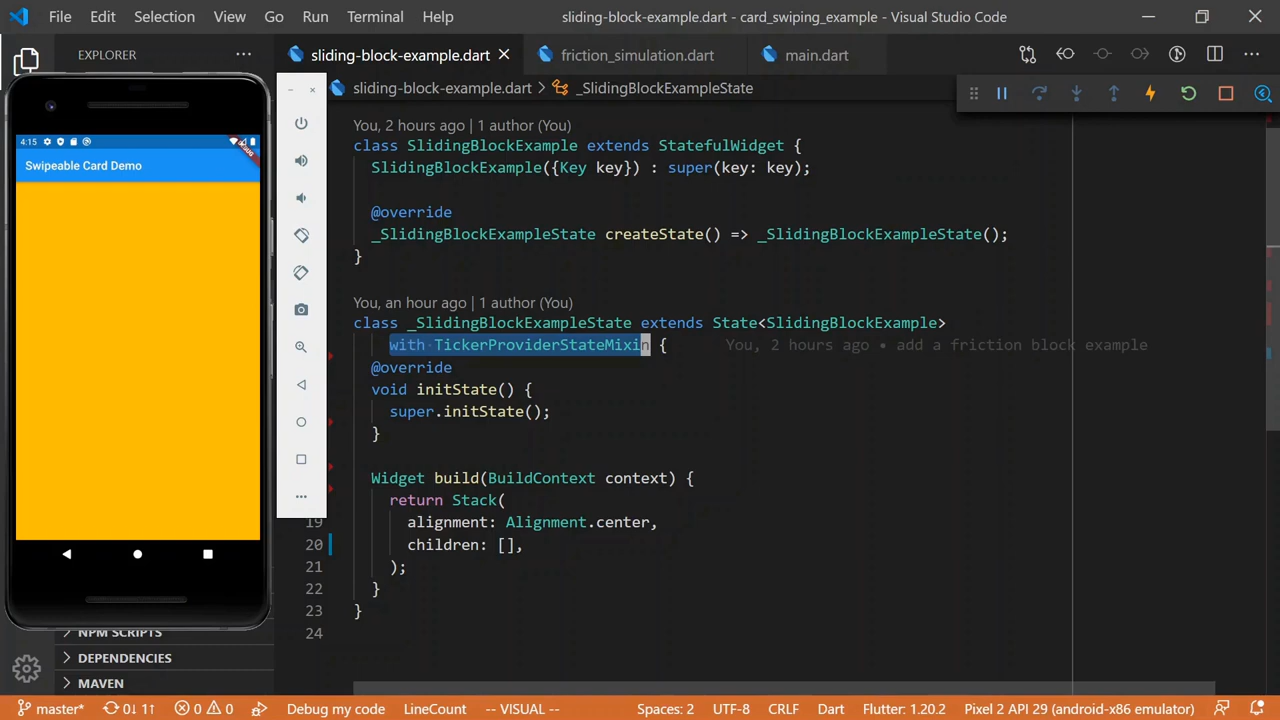 File Edit Selection View Go Run Terminal Help
sliding-block-example.dart - card_swiping_example - Visual Studio Code
EXPLORER
sliding-block-example.dart
friction_simulation.dart
main.dart
sliding-block-example.dart > _SlidingBlockExampleState
You, 2 hours ago | 1 author (You)
class SlidingBlockExample extends StatefulWidget {
SlidingBlockExample({Key key}) : super(key: key);
@override
_SlidingBlockExampleState createState() => _SlidingBlockExampleState();
}
You, an hour ago | 1 author (You)
class _SlidingBlockExampleState extends State<SlidingBlockExample>
with TickerProviderStateMixin { You, 2 hours ago • add a friction block example
@override
void initState() {
super.initState();
}
Widget build(BuildContext context) {
return Stack(
19 alignment: Alignment.center,
20 children: [],
21 );
22 }
23 }
24
4:15
DEBUG
Swipeable Card Demo
NPM SCRIPTS
DEPENDENCIES
MAVEN
master* 0↓ 1↑ 0 0 Debug my code LineCount -- VISUAL -- Spaces: 2 UTF-8 CRLF Dart Flutter: 1.20.2 Pixel 2 API 29 (android-x86 emulator)